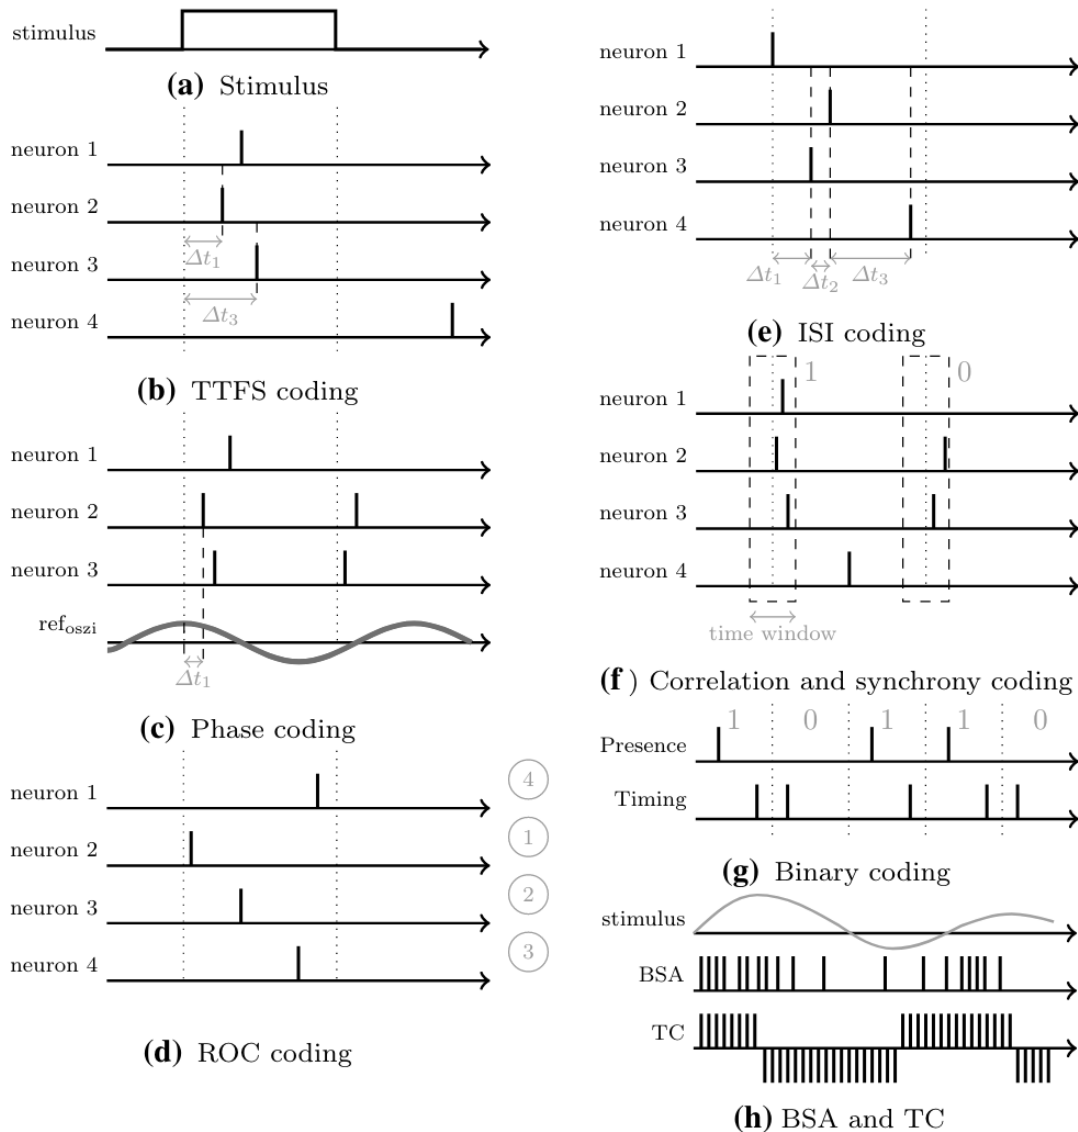 stimulus
(a) Stimulus
neuron 1
neuron 2
Δt1
neuron 3
Δt3
neuron 4
(b) TTFS coding
neuron 1
neuron 2
neuron 3
refoszi
Δt1
(c) Phase coding
neuron 1 4
neuron 2 1
neuron 3 2
neuron 4 3
(d) ROC coding
neuron 1
neuron 2
neuron 3
neuron 4
Δt1 Δt2 Δt3
(e) ISI coding
1 0
neuron 1
neuron 2
neuron 3
neuron 4
time window
(f ) Correlation and synchrony coding
1 0 1 1 0
Presence
Timing
(g) Binary coding
stimulus
BSA
TC
(h) BSA and TC